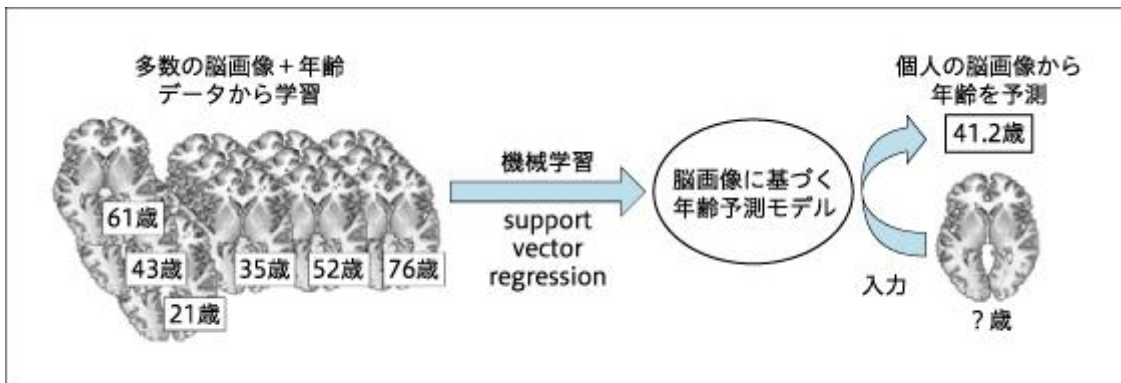 多数の脳画像＋年齢
データから学習
61歳
43歳
21歳
35歳
52歳
76歳
機械学習
support
vector
regression
脳画像に基づく
年齢予測モデル
個人の脳画像から
年齢を予測
41.2歳
入力
？歳